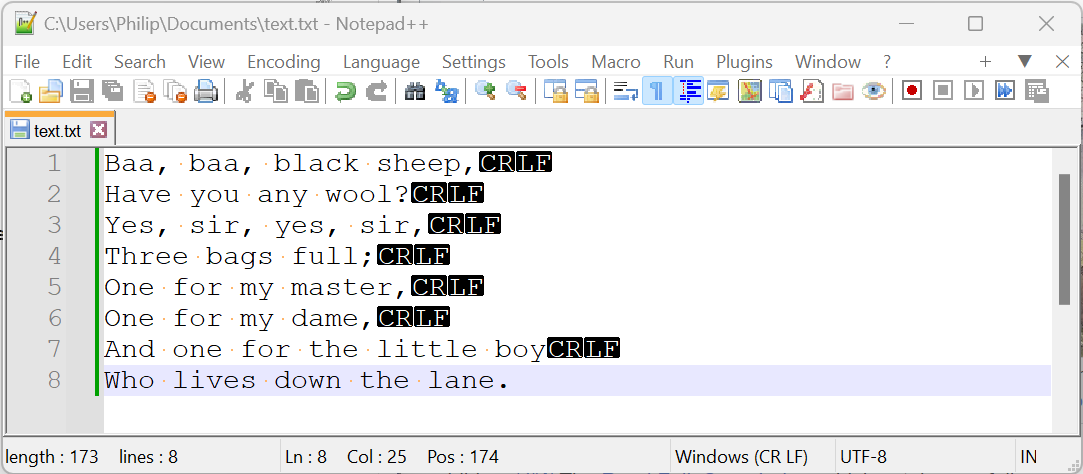 C:\Users\Philip\Documents\text.txt - Notepad++
File Edit Search View Encoding Language Settings Tools Macro Run Plugins Window ? + ▼ ×
text.txt
1 Baa, baa, black sheep,CRLF
2 Have you any wool?CRLF
3 Yes, sir, yes, sir,CRLF
4 Three bags full;CRLF
5 One for my master,CRLF
6 One for my dame,CRLF
7 And one for the little boyCRLF
8 Who lives down the lane.
length : 173 lines : 8 Ln : 8 Col : 25 Pos : 174 Windows (CR LF) UTF-8 IN